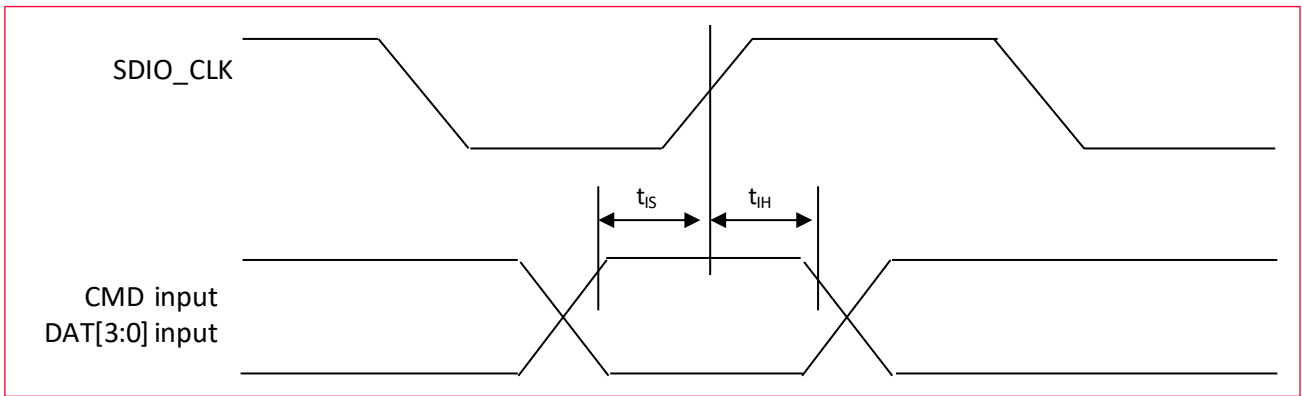 SDIO_CLK
tIS
tIH
CMD input
DAT[3:0] input